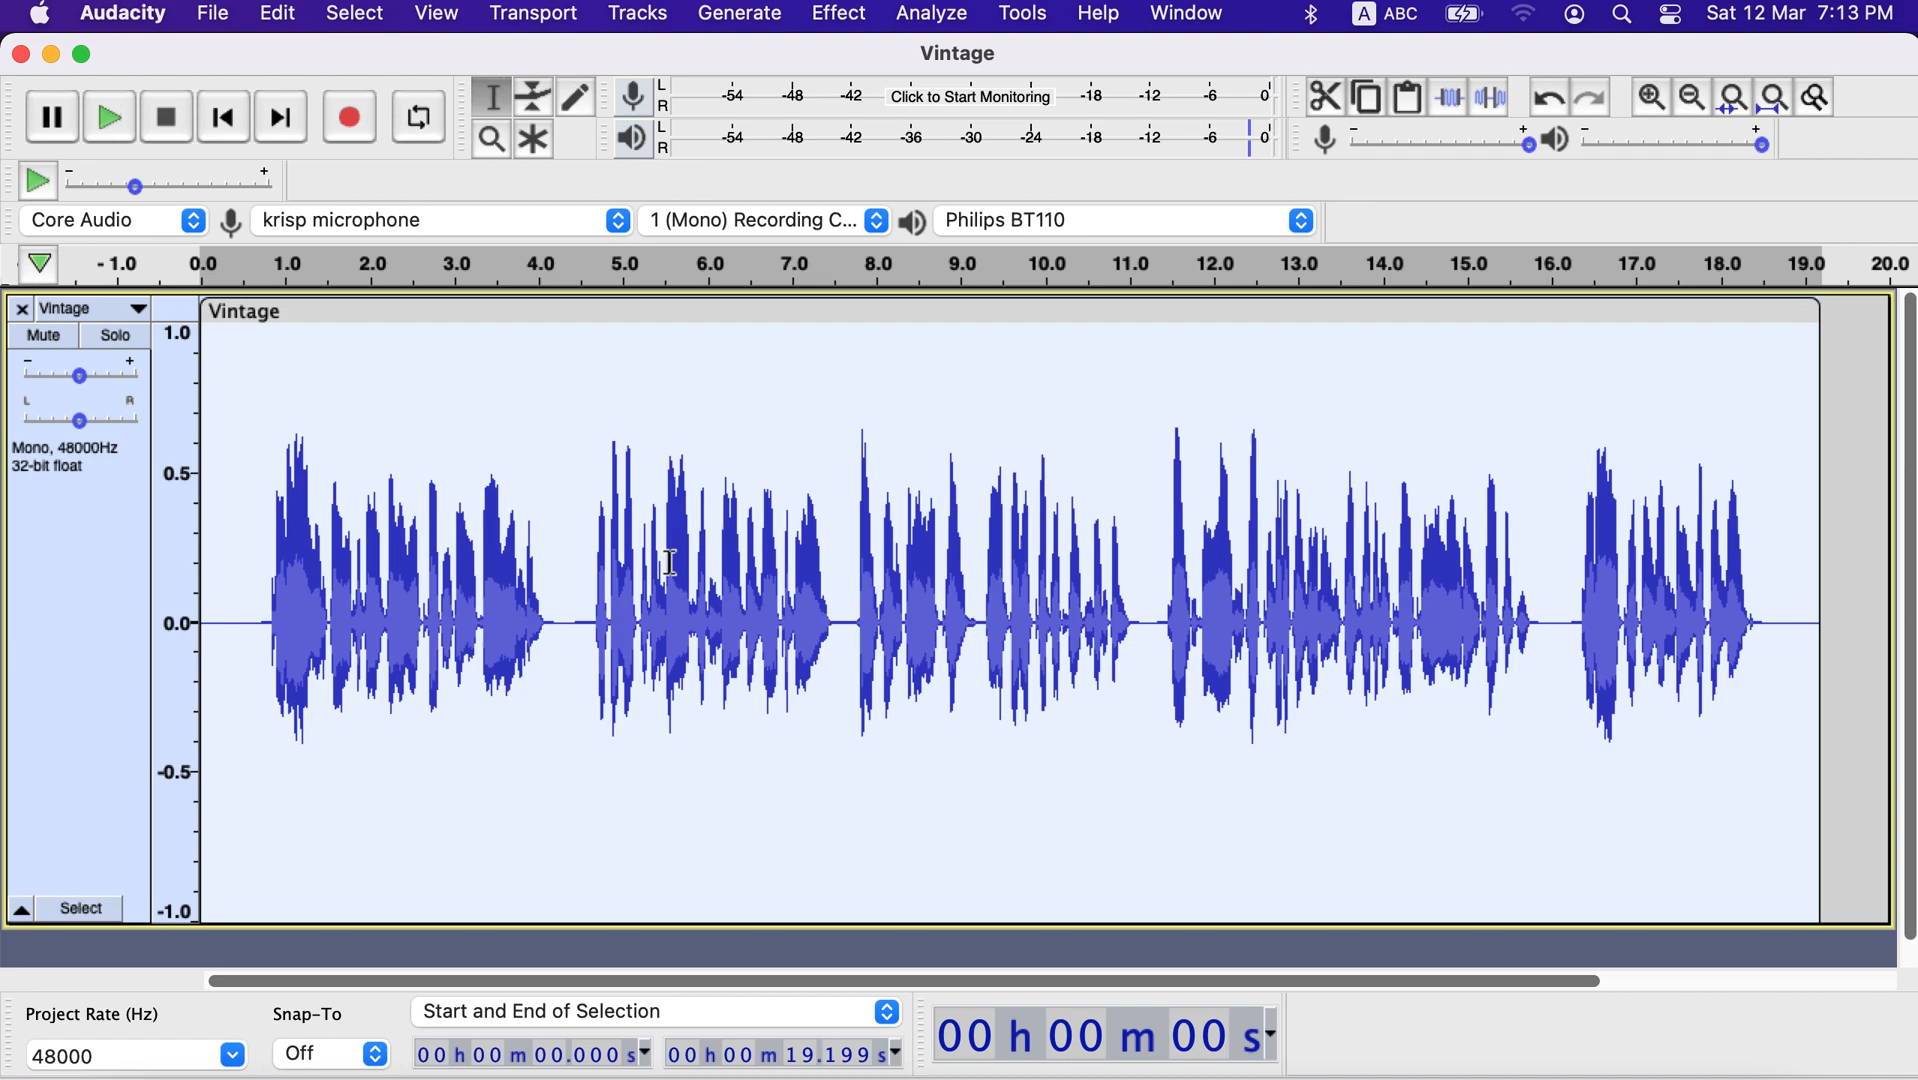 Audacity File Edit Select View Transport Tracks Generate Effect Analyze Tools Help Window A ABC Sat 12 Mar 7:13 PM
Vintage
L R -54 -48 -42 Click to Start Monitoring -18 -12 -6 0
L R -54 -48 -42 -36 -30 -24 -18 -12 -6 0
- + - +
- +
Core Audio krisp microphone 1 (Mono) Recording C... Philips BT110
-1.0 0.0 1.0 2.0 3.0 4.0 5.0 6.0 7.0 8.0 9.0 10.0 11.0 12.0 13.0 14.0 15.0 16.0 17.0 18.0 19.0 20.0
Vintage
Vintage
Mute Solo
- +
L R
Mono, 48000Hz
32-bit float
1.0
0.5
0.0
-0.5
-1.0
Select
Project Rate (Hz) Snap-To Start and End of Selection
48000 Off 00 h 00 m 00.000 s 00 h 00 m 19.199 s
00 h 00 m 00 s